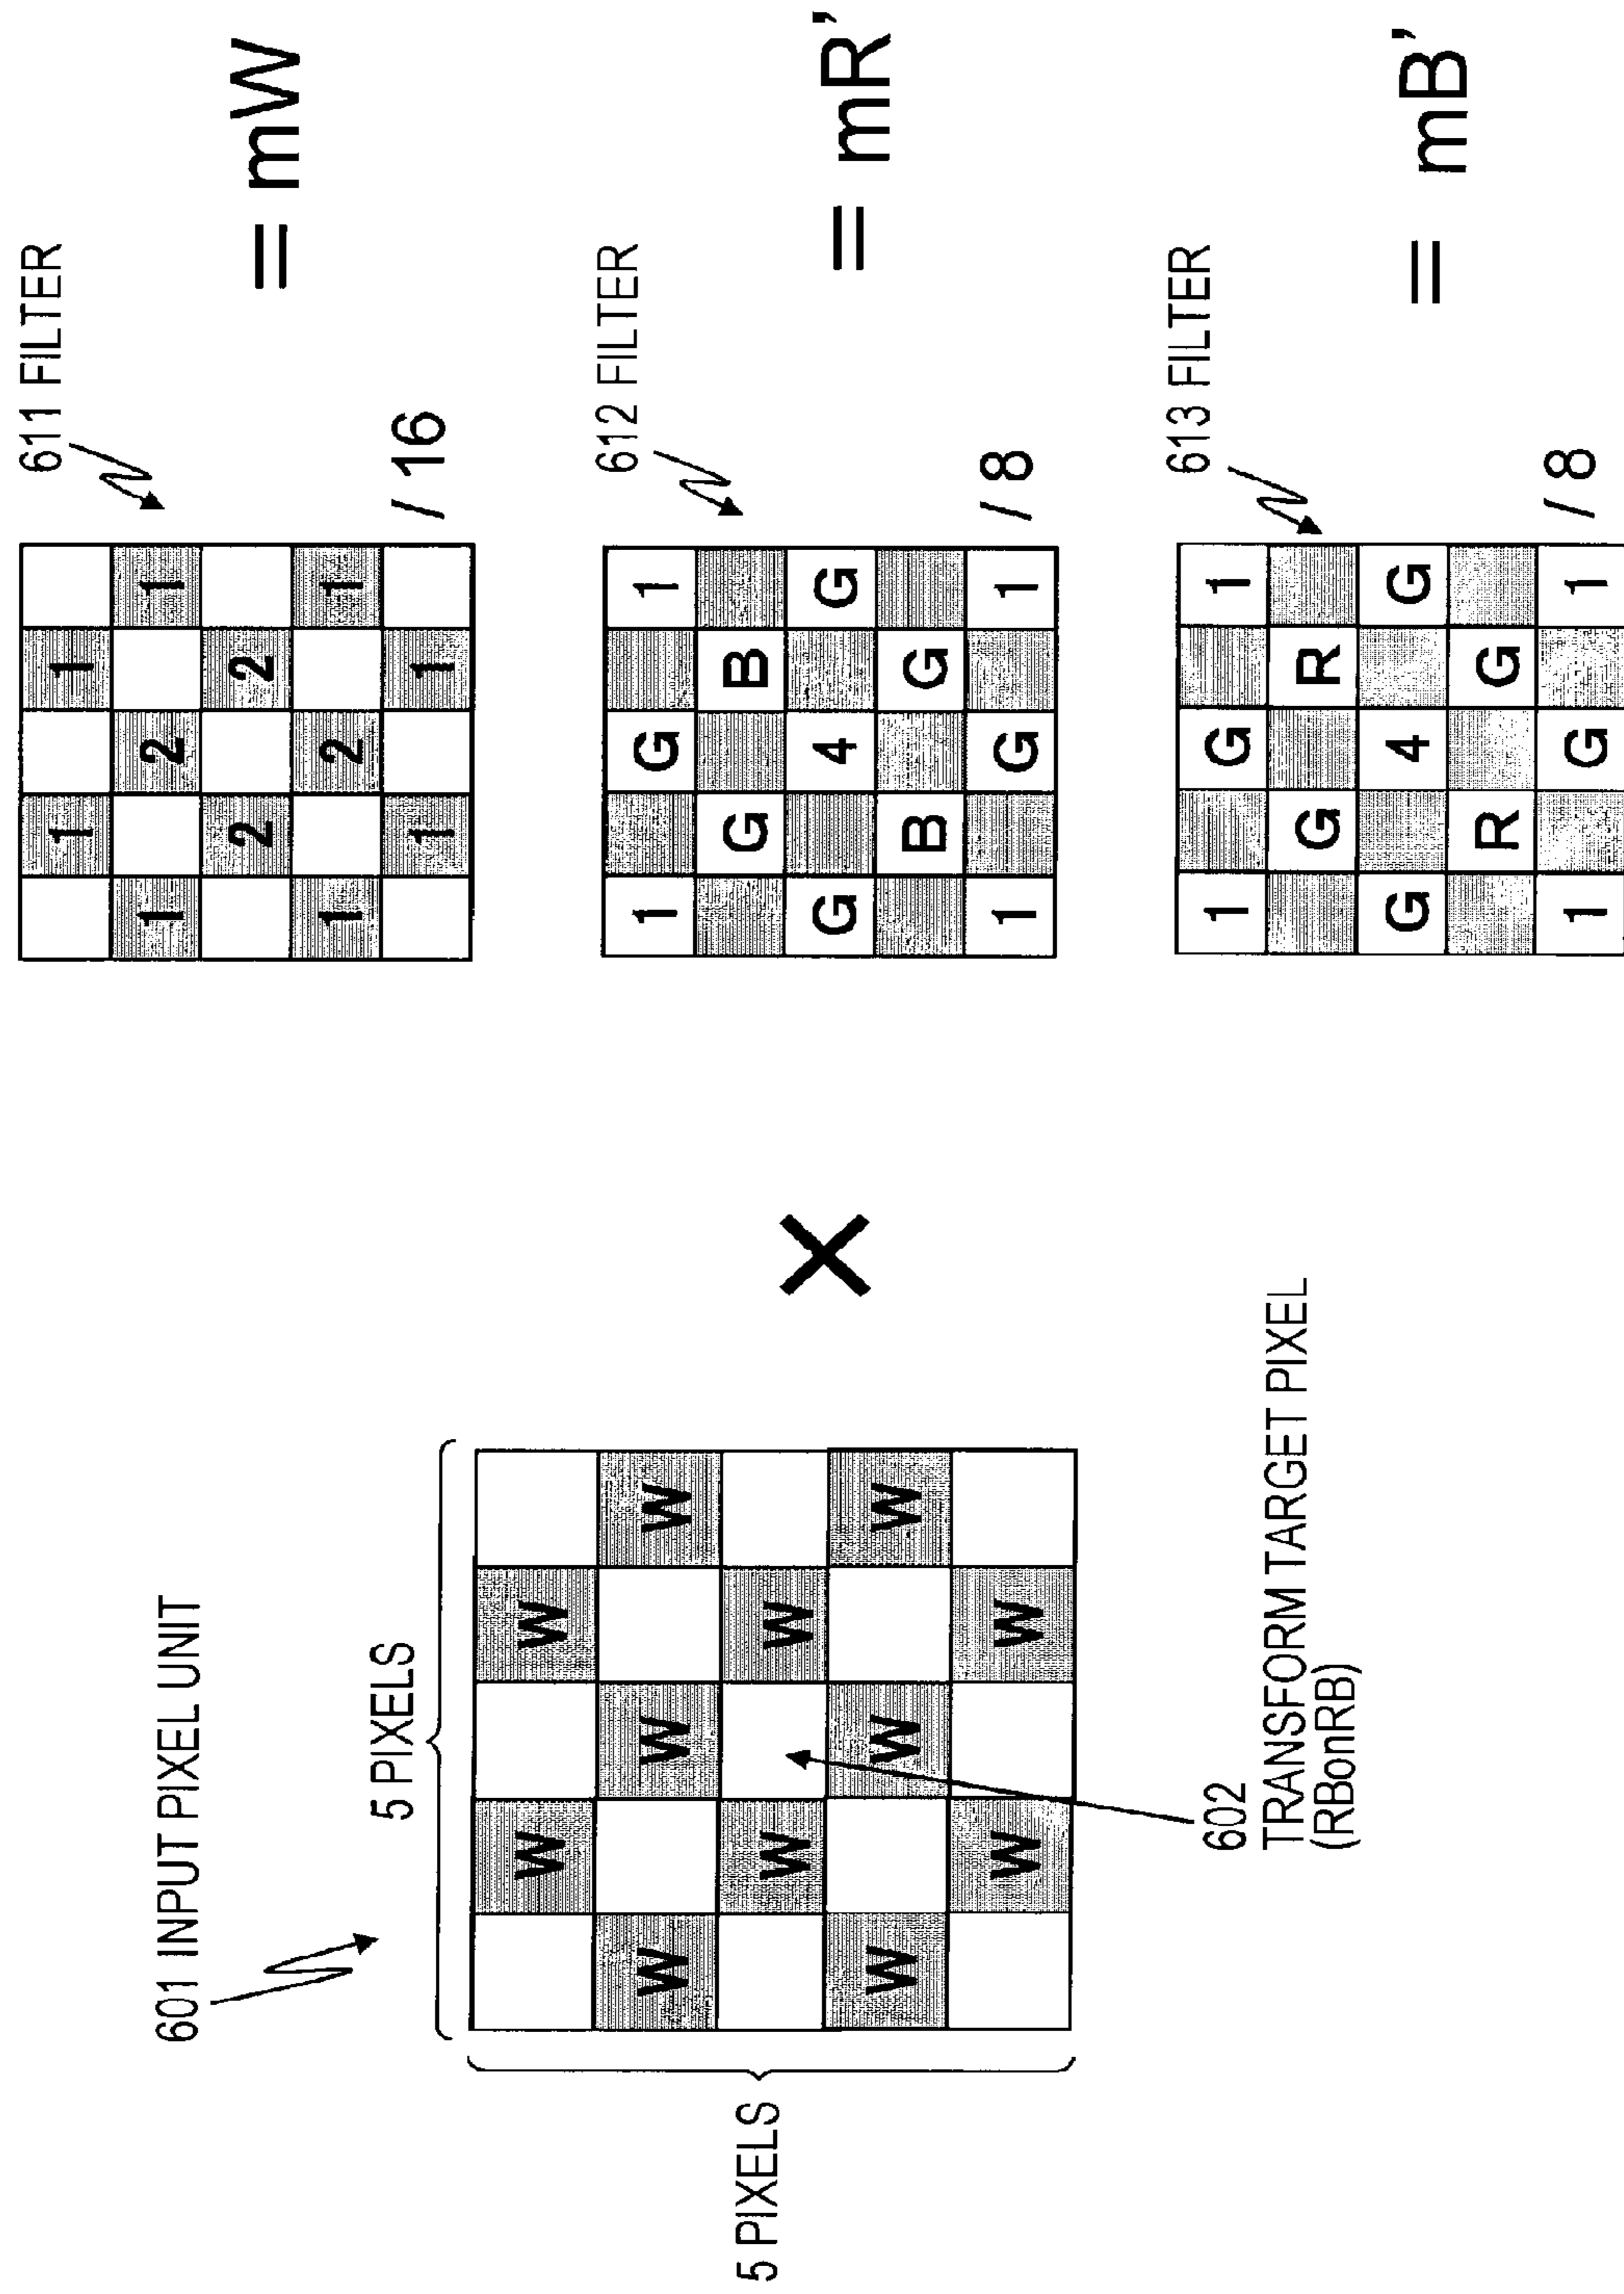 601 INPUT PIXEL UNIT
5 PIXELS
5 PIXELS
W W
W W W
W W
W W W
W W
602
TRANSFORM TARGET PIXEL
(RBonRB)
×
611 FILTER
1 1
1 2 1
2 2
1 2 1
1 1
/ 16
= mW
612 FILTER
1 G 1
G B
G 4 G
B G
1 G 1
/ 8
= mR'
613 FILTER
1 G 1
G R
G 4 G
R G
1 G 1
/ 8
= mB'